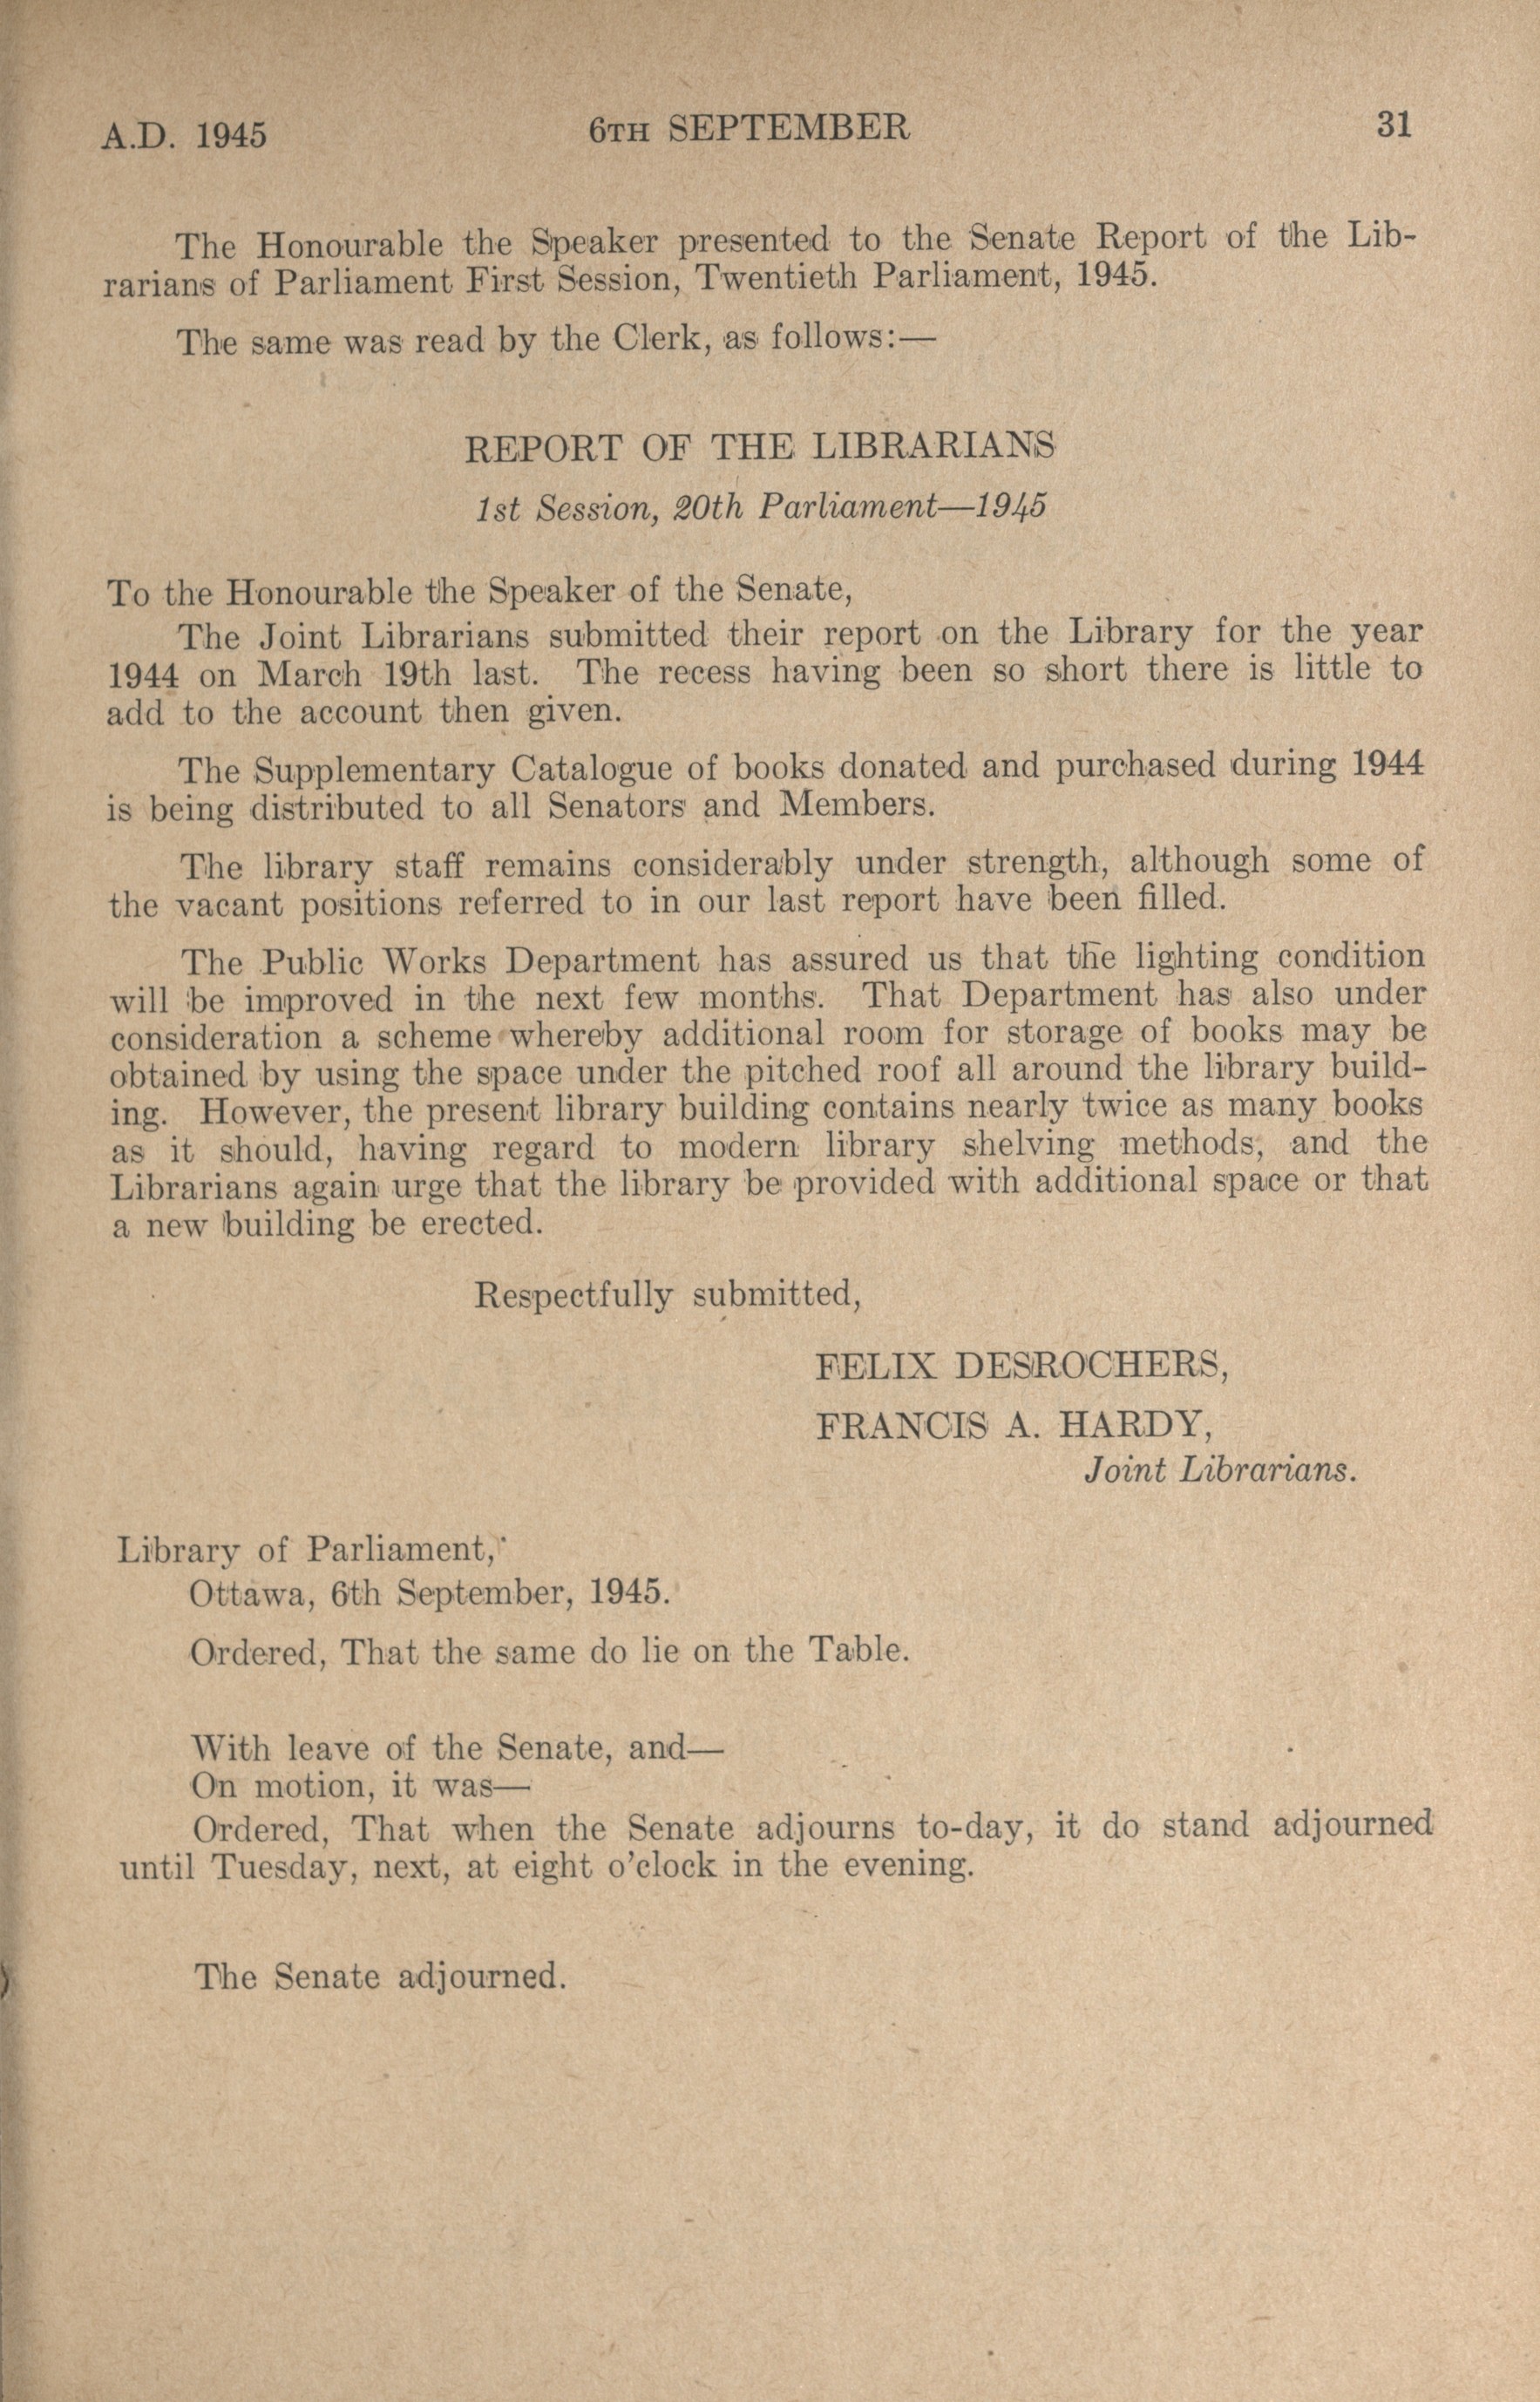 A.D. 1945 6TH SEPTEMBER 31
The Honourable the Speaker presented to the Senate Report of the Lib-
rarians of Parliament First Session, Twentieth Parliament, 1945.
The same was read by the Clerk, as follows:—
REPORT OF THE LIBRARIANS
1st Session, 20th Parliament—1945
To the Honourable the Speaker of the Senate,
The Joint Librarians submitted their report on the Library for the year
1944 on March 19th last. The recess having been so short there is little to
add to the account then given.
The Supplementary Catalogue of books donated and purchased during 1944
is being distributed to all Senators and Members.
The library staff remains considerably under strength, although some of
the vacant positions referred to in our last report have been filled.
The Public Works Department has assured us that the lighting condition
will be improved in the next few months. That Department has also under
consideration a scheme whereby additional room for storage of books may be
obtained by using the space under the pitched roof all around the library build-
ing. However, the present library building contains nearly twice as many books
as it should, having regard to modern library shelving methods, and the
Librarians again urge that the library be provided with additional space or that
a new building be erected.
Respectfully submitted,
FELIX DESROCHERS,
FRANCIS A. HARDY,
Joint Librarians.
Library of Parliament,
Ottawa, 6th September, 1945.
Ordered, That the same do lie on the Table.
With leave of the Senate, and—
On motion, it was—
Ordered, That when the Senate adjourns to-day, it do stand adjourned
until Tuesday, next, at eight o'clock in the evening.
The Senate adjourned.